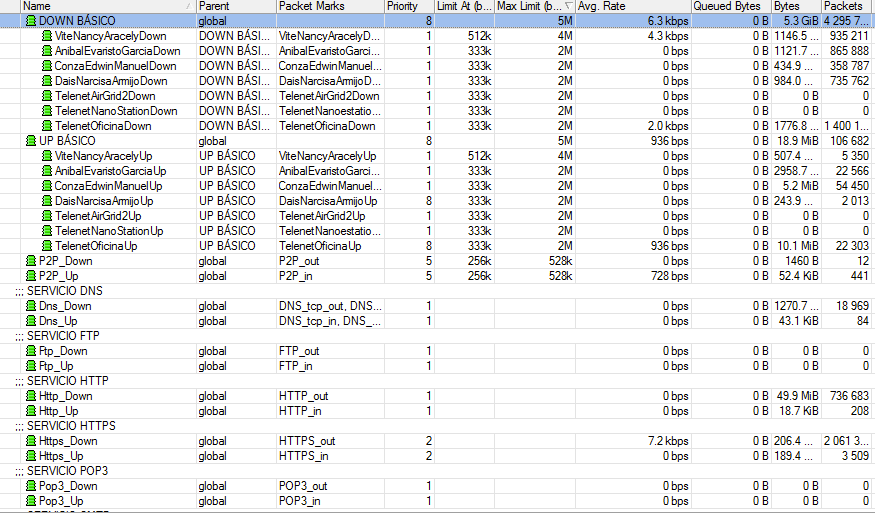 Name Parent Packet Marks Priority Limit At (b... Max Limit (b... Avg. Rate Queued Bytes Bytes Packets
DOWN BÁSICO global 8 5M 6.3 kbps 0 B 5.3 GiB 4 295 7...
ViteNancyAracelyDown DOWN BÁSI... ViteNancyAracelyD... 1 512k 4M 4.3 kbps 0 B 1146.5 ... 935 211
AnibalEvaristoGarciaDown DOWN BÁSI... AnibalEvaristoGarci... 1 333k 2M 0 bps 0 B 1121.7 ... 865 888
ConzaEdwinManuelDown DOWN BÁSI... ConzaEdwinManuel... 1 333k 2M 0 bps 0 B 434.9 ... 358 787
DaisNarcisaArmijoDown DOWN BÁSI... DaisNarcisaArmijoD... 1 333k 2M 0 bps 0 B 984.0 ... 735 762
TelenetAirGrid2Down DOWN BÁSI... TelenetAirGrid2Down 1 333k 2M 0 bps 0 B 0 B 0
TelenetNanoStationDown DOWN BÁSI... TelenetNanoestatio... 1 333k 2M 0 bps 0 B 0 B 0
TelenetOficinaDown DOWN BÁSI... TelenetOficinaDown 1 333k 2M 2.0 kbps 0 B 1776.8 ... 1 400 1...
UP BÁSICO global 8 5M 936 bps 0 B 18.9 MiB 106 682
ViteNancyAracelyUp UP BÁSICO ViteNancyAracelyUp 1 512k 4M 0 bps 0 B 507.4 ... 5 350
AnibalEvaristoGarciaUp UP BÁSICO AnibalEvaristoGarci... 1 333k 2M 0 bps 0 B 2958.7 ... 22 566
ConzaEdwinManuelUp UP BÁSICO ConzaEdwinManuel... 1 333k 2M 0 bps 0 B 5.2 MiB 54 450
DaisNarcisaArmijoUp UP BÁSICO DaisNarcisaArmijoUp 8 333k 2M 0 bps 0 B 243.9 ... 2 013
TelenetAirGrid2Up UP BÁSICO TelenetAirGrid2Up 1 333k 2M 0 bps 0 B 0 B 0
TelenetNanoStationUp UP BÁSICO TelenetNanoestatio... 1 333k 2M 0 bps 0 B 0 B 0
TelenetOficinaUp UP BÁSICO TelenetOficinaUp 8 333k 2M 936 bps 0 B 10.1 MiB 22 303
P2P_Down global P2P_out 5 256k 528k 0 bps 0 B 1460 B 12
P2P_Up global P2P_in 5 256k 528k 728 bps 0 B 52.4 KiB 441
;;; SERVICIO DNS
Dns_Down global DNS_tcp_out, DNS_... 1 0 bps 0 B 1270.7 ... 18 969
Dns_Up global DNS_tcp_in, DNS_... 1 0 bps 0 B 43.1 KiB 84
;;; SERVICIO FTP
Ftp_Down global FTP_out 1 0 bps 0 B 0 B 0
Ftp_Up global FTP_in 1 0 bps 0 B 0 B 0
;;; SERVICIO HTTP
Http_Down global HTTP_out 1 0 bps 0 B 49.9 MiB 736 683
Http_Up global HTTP_in 1 0 bps 0 B 18.7 KiB 208
;;; SERVICIO HTTPS
Https_Down global HTTPS_out 2 7.2 kbps 0 B 206.4 ... 2 061 3...
Https_Up global HTTPS_in 2 0 bps 0 B 189.4 ... 3 509
;;; SERVICIO POP3
Pop3_Down global POP3_out 1 0 bps 0 B 0 B 0
Pop3_Up global POP3_in 1 0 bps 0 B 0 B 0